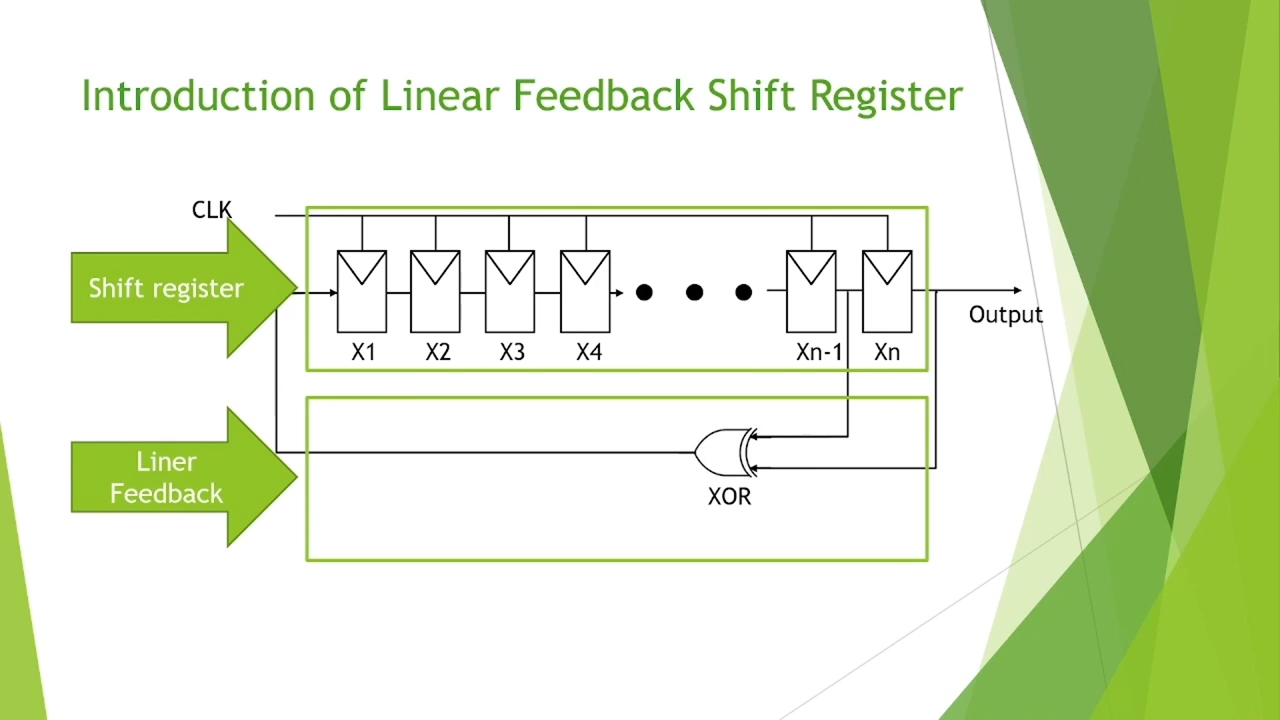 Introduction of Linear Feedback Shift Register
CLK
Shift register
Output
X1 X2 X3 X4 Xn-1 Xn
Liner
Feedback
XOR